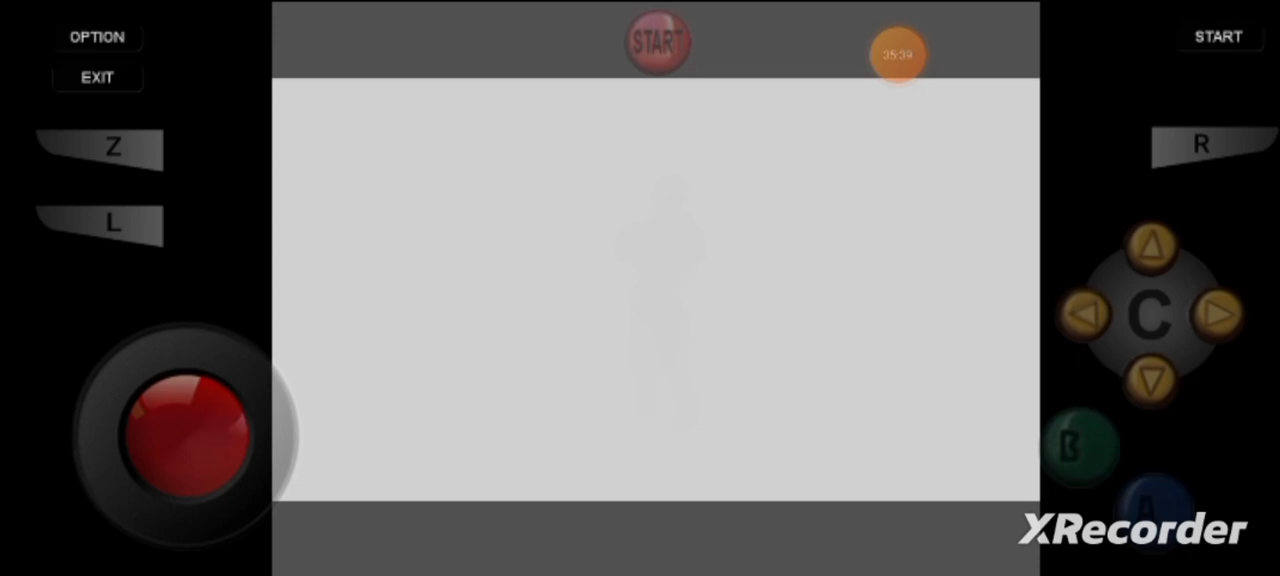 OPTION
START
35:39
START
EXIT
Z
R
L
C
B
A
XRecorder